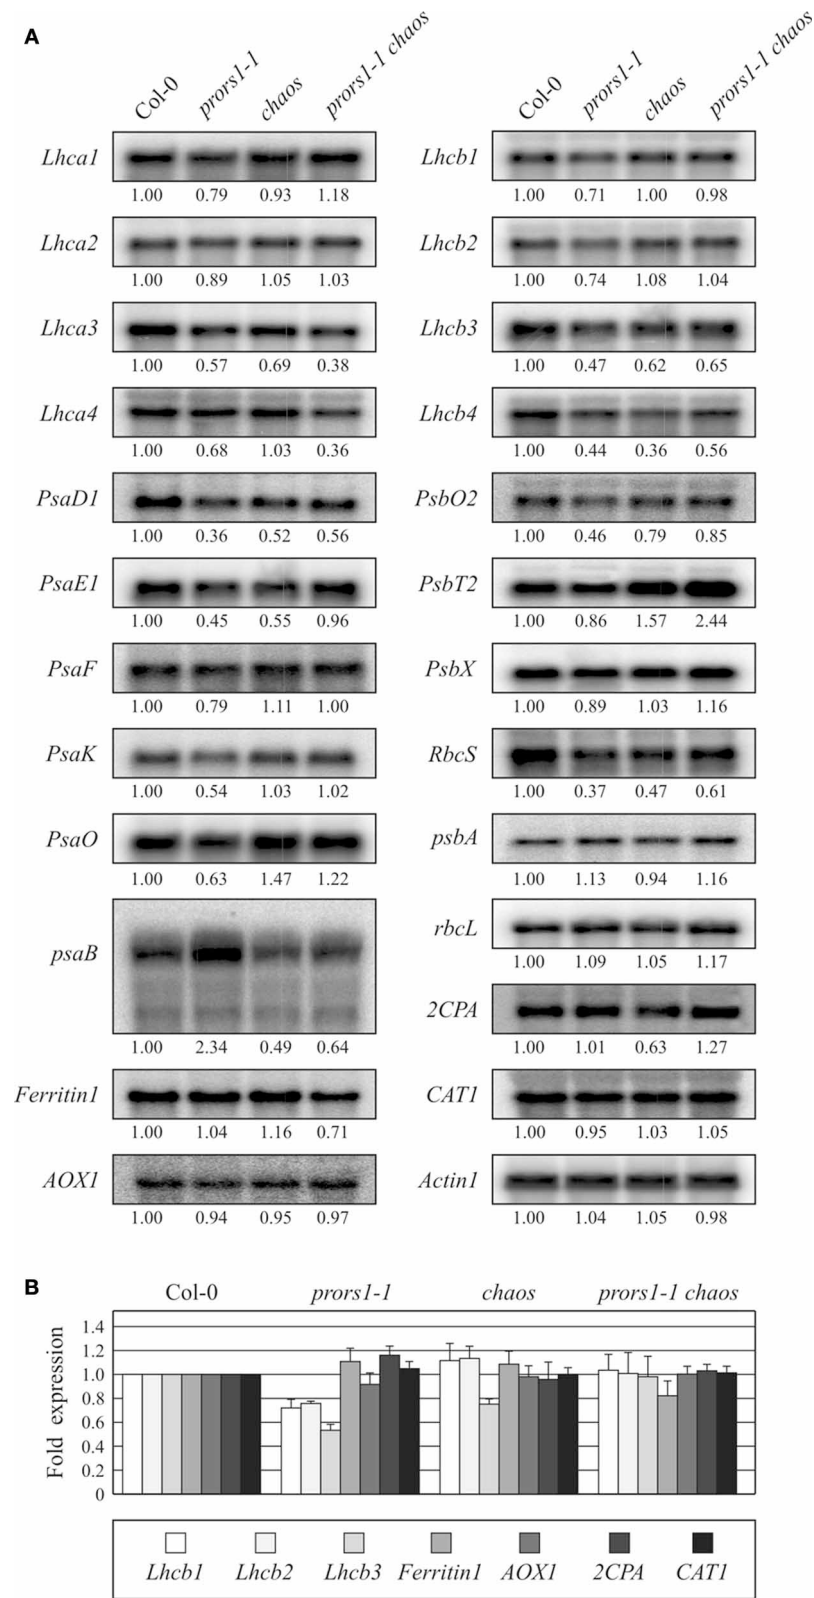 A
Col-0 prors1-1 chaos prors1-1 chaos
Col-0 prors1-1 chaos prors1-1 chaos
Lhca1
1.00 0.79 0.93 1.18
Lhca2
1.00 0.89 1.05 1.03
Lhca3
1.00 0.57 0.69 0.38
Lhca4
1.00 0.68 1.03 0.36
PsaD1
1.00 0.36 0.52 0.56
PsaE1
1.00 0.45 0.55 0.96
PsaF
1.00 0.79 1.11 1.00
PsaK
1.00 0.54 1.03 1.02
PsaO
1.00 0.63 1.47 1.22
psaB
1.00 2.34 0.49 0.64
Ferritin1
1.00 1.04 1.16 0.71
AOX1
1.00 0.94 0.95 0.97
Lhcb1
1.00 0.71 1.00 0.98
Lhcb2
1.00 0.74 1.08 1.04
Lhcb3
1.00 0.47 0.62 0.65
Lhcb4
1.00 0.44 0.36 0.56
PsbO2
1.00 0.46 0.79 0.85
PsbT2
1.00 0.86 1.57 2.44
PsbX
1.00 0.89 1.03 1.16
RbcS
1.00 0.37 0.47 0.61
psbA
1.00 1.13 0.94 1.16
rbcL
1.00 1.09 1.05 1.17
2CPA
1.00 1.01 0.63 1.27
CAT1
1.00 0.95 1.03 1.05
Actin1
1.00 1.04 1.05 0.98
B
Col-0 prors1-1 chaos prors1-1 chaos
Fold expression
1.4
1.2
1.0
0.8
0.6
0.4
0.2
0
Lhcb1 Lhcb2 Lhcb3 Ferritin1 AOX1 2CPA CAT1